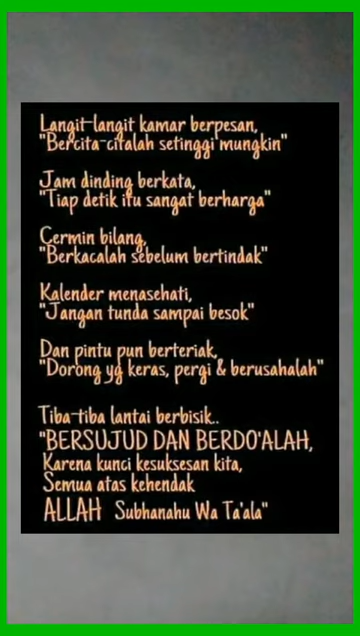 Langit-langit kamar berpesan,
"Bercita-citalah setinggi mungkin"
Jam dinding berkata,
"Tiap detik itu sangat berharga"
Cermin bilang,
"Berkacalah sebelum bertindak"
Kalender menasehati,
"Jangan tunda sampai besok"
Dan pintu pun berteriak,
"Dorong yg keras, pergi & berusahalah"
Tiba-tiba lantai berbisik..
"BERSUJUD DAN BERDO'ALAH,
Karena kunci kesuksesan kita,
Semua atas kehendak
ALLAH Subhanahu Wa Ta'ala"